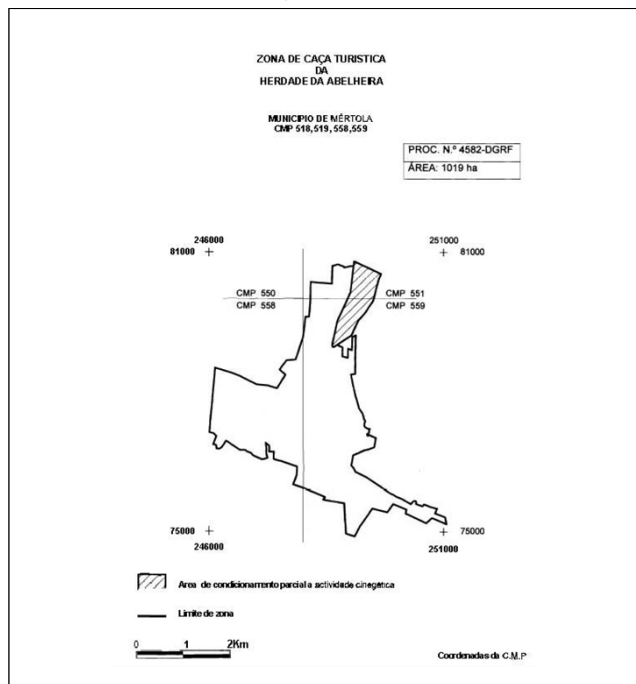 ZONA DE CAÇA TURISTICA
DA
HERDADE DA ABELHEIRA
MUNICIPIO DE MÉRTOLA
CMP 518,519,558,559
PROC. N.º 4582-DGRF
ÁREA: 1019 ha
246000
251000
81000
81000
CMP 550
CMP 551
CMP 558
CMP 559
75000
75000
246000
251000
Area de condicionamento parcial a actividade cinegética
Limite de zona
0 1 2Km
Coordenadas da C.M.P